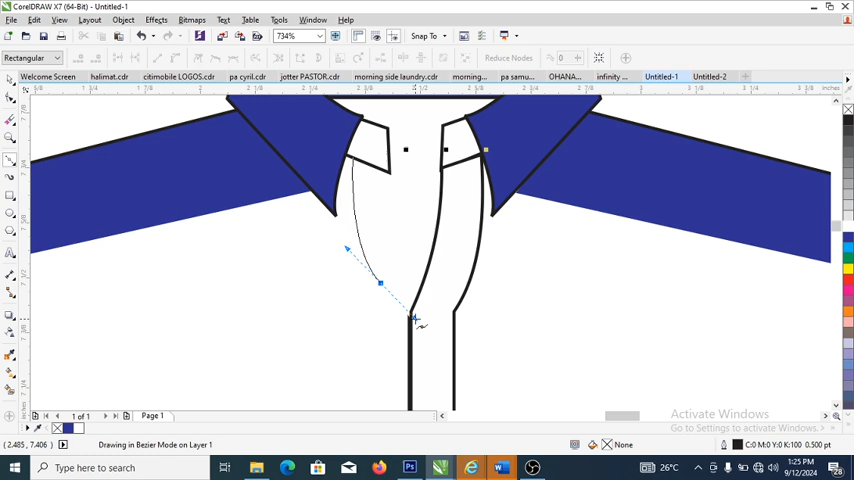 CorelDRAW X7 (64-Bit) - Untitled-1
File Edit View Layout Object Effects Bitmaps Text Table Tools Window Help
734% Snap To
Rectangular Reduce Nodes 0
Welcome Screen halimat.cdr citimobile LOGOS.cdr pa cyril.cdr jotter PASTOR.cdr morning side laundry.cdr morning... pa samu... OHANA... infinity ... Untitled-1 Untitled-2
1 of 1 Page 1
Activate Windows
Go to Settings to activate Windows.
(2.485, 7.406) Drawing in Bezier Mode on Layer 1 None C:0 M:0 Y:0 K:100 0.500 pt
Type here to search 26°C 1:25 PM
9/12/2024 28